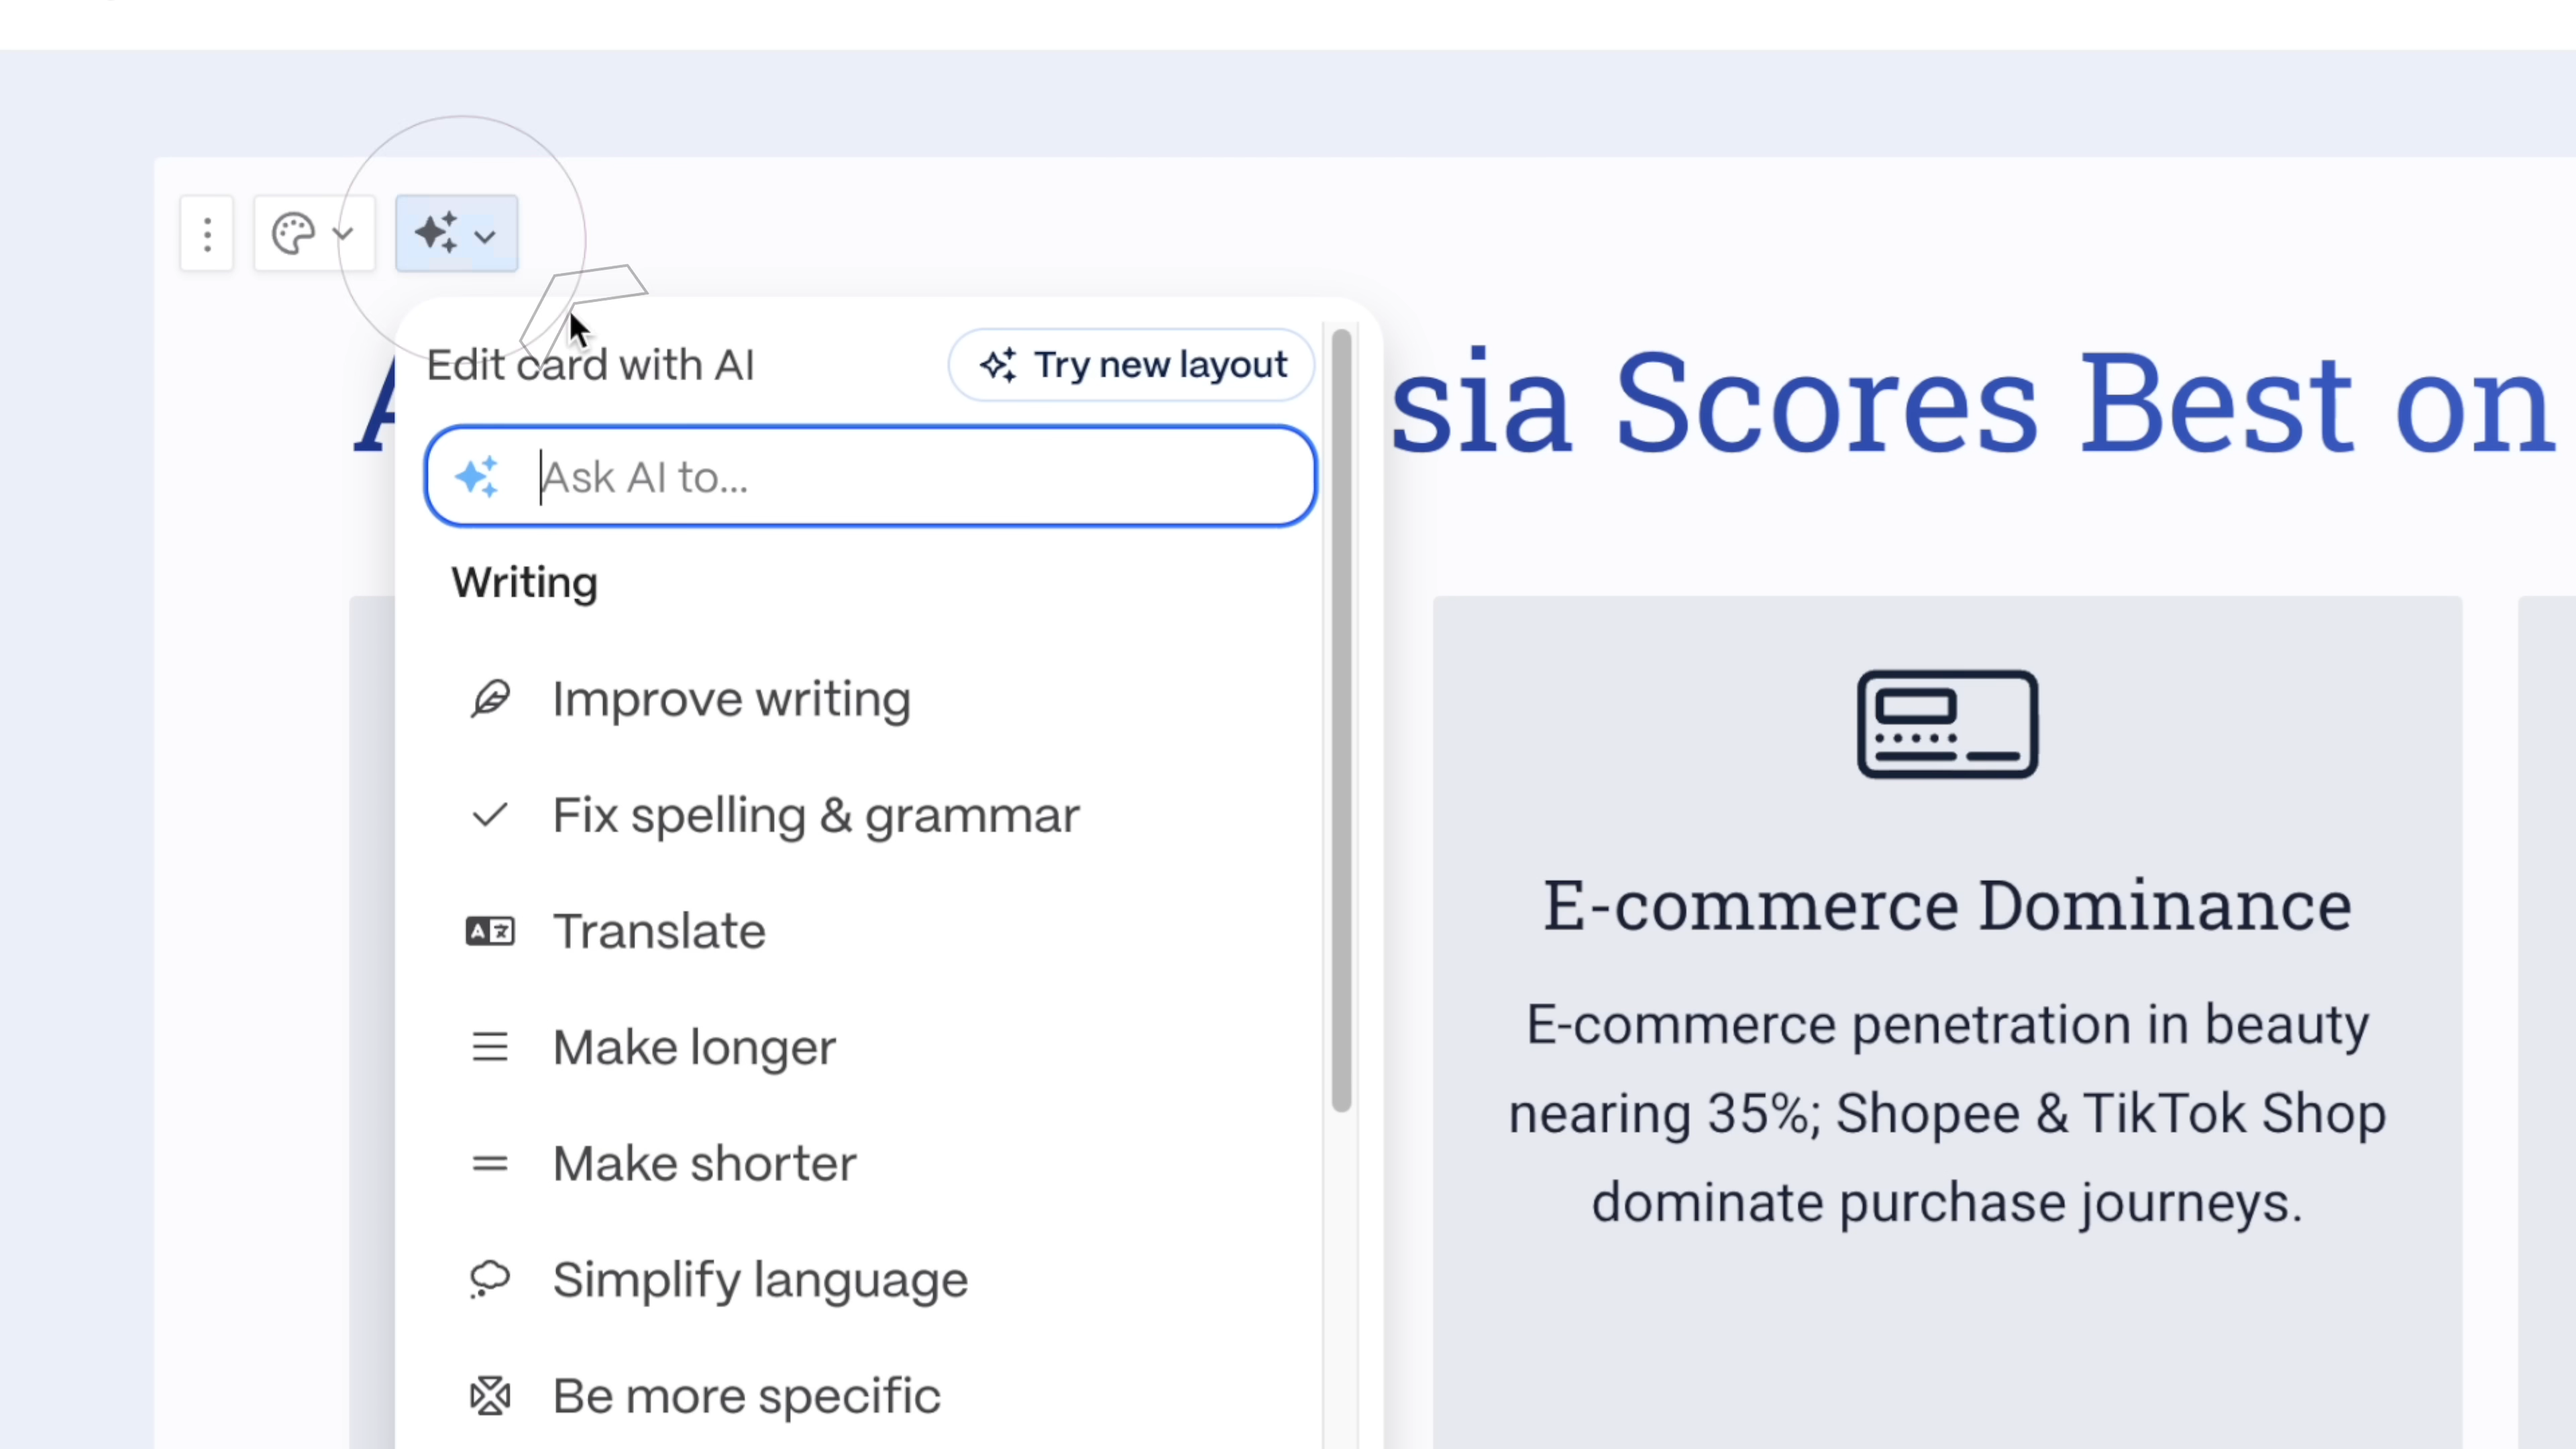 Edit card with AI
Try new layout
sia Scores Best on
Ask AI to...
Writing
Improve writing
Fix spelling & grammar
Translate
Make longer
Make shorter
Simplify language
Be more specific
E-commerce Dominance
E-commerce penetration in beauty
nearing 35%; Shopee & TikTok Shop
dominate purchase journeys.